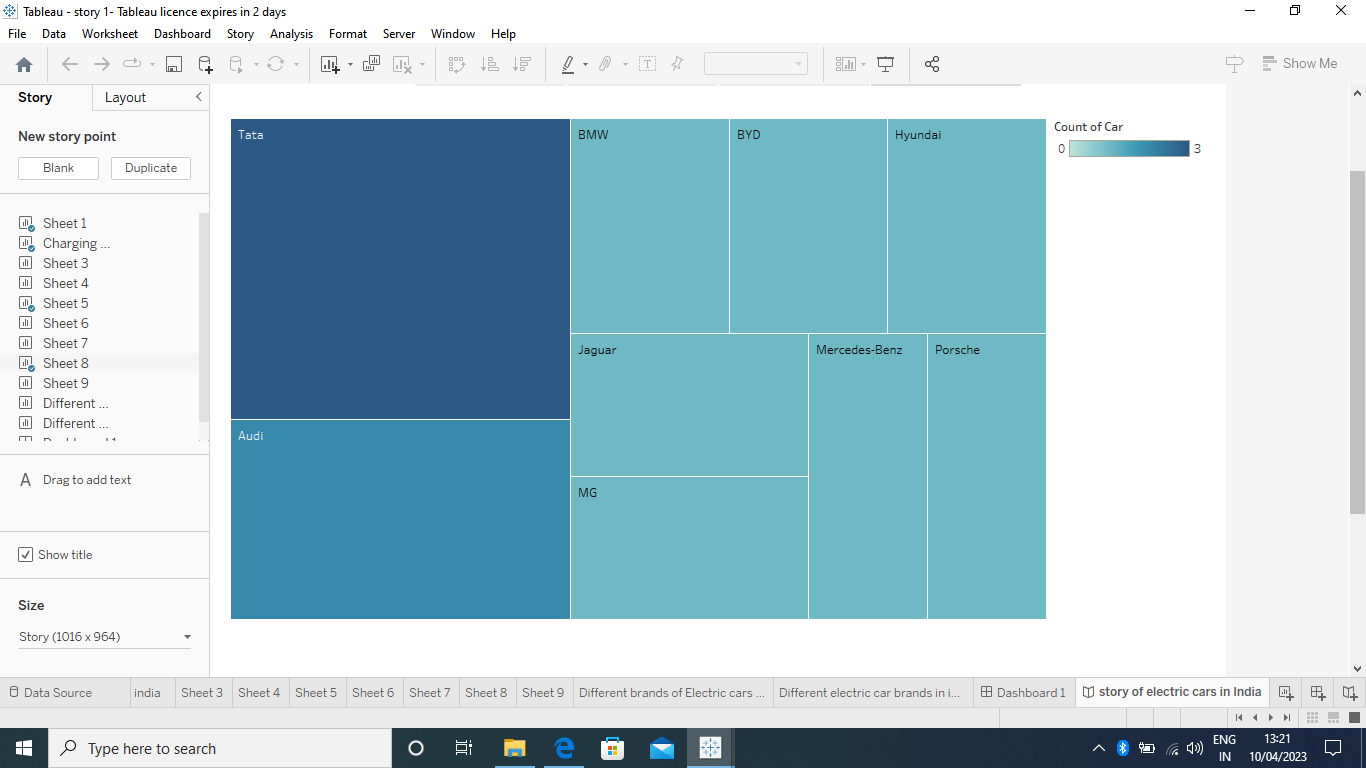 Tableau - story 1- Tableau licence expires in 2 days
File Data Worksheet Dashboard Story Analysis Format Server Window Help
Show Me
Story Layout
New story point
Blank Duplicate
Sheet 1
Charging ...
Sheet 3
Sheet 4
Sheet 5
Sheet 6
Sheet 7
Sheet 8
Sheet 9
Different ...
Different ...
A Drag to add text
Show title
Size
Story (1016 x 964)
Tata
BMW
BYD
Hyundai
Audi
Jaguar
Mercedes-Benz
Porsche
MG
Count of Car
0 3
Data Source india Sheet 3 Sheet 4 Sheet 5 Sheet 6 Sheet 7 Sheet 8 Sheet 9 Different brands of Electric cars ... Different electric car brands in i... Dashboard 1 story of electric cars in India
Type here to search
ENG
IN
13:21
10/04/2023